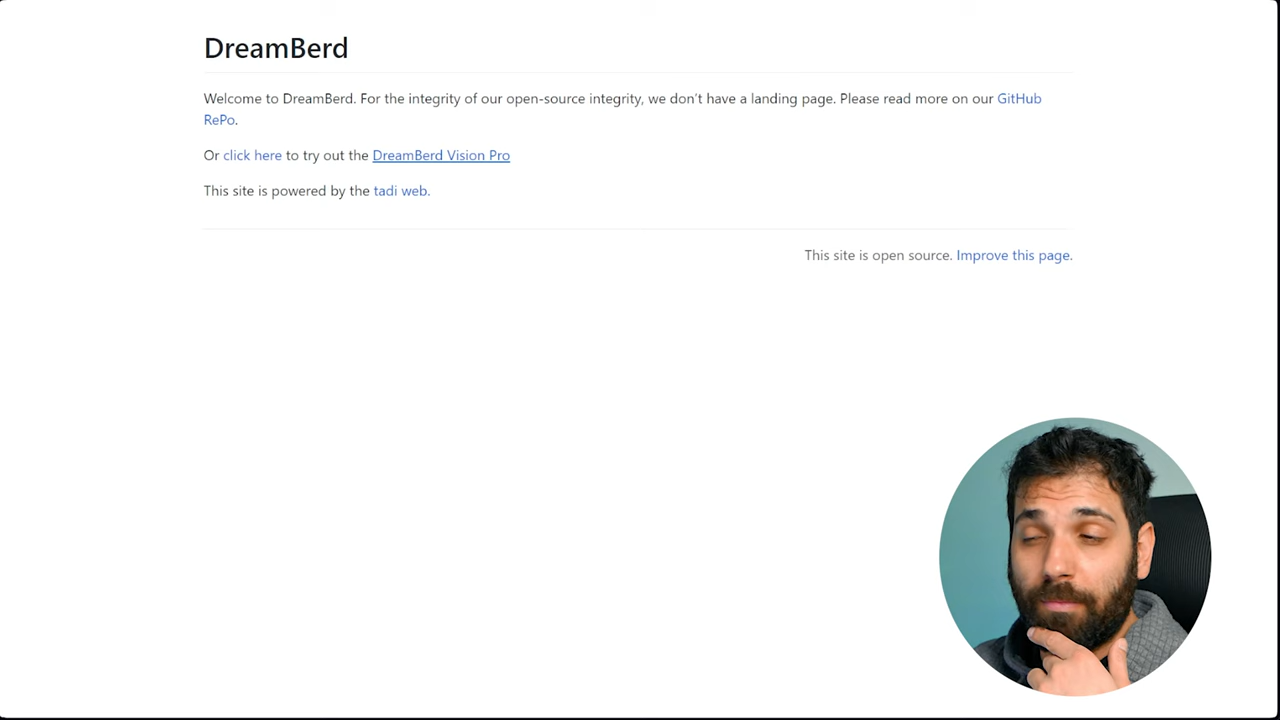 DreamBerd
Welcome to DreamBerd. For the integrity of our open-source integrity, we don't have a landing page. Please read more on our GitHub
RePo.
Or click here to try out the DreamBerd Vision Pro
This site is powered by the tadi web.
This site is open source. Improve this page.